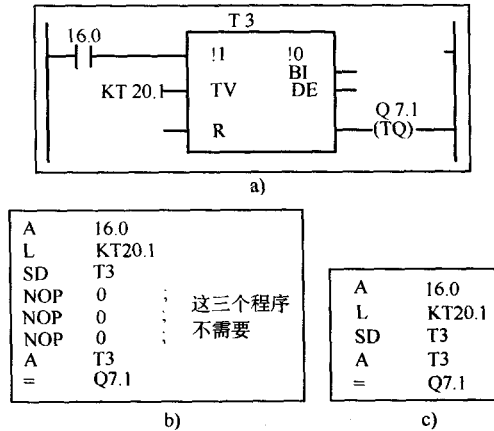 T 3
16.0
!1 !0
BI
KT 20.1 TV DE
Q 7.1
R (TQ)
a)
A 16.0
L KT20.1
SD T3
NOP 0 ; 这三个程序
NOP 0 ; 不需要
NOP 0 ;
A T3
= Q7.1
b)
A 16.0
L KT20.1
SD T3
A T3
= Q7.1
c)